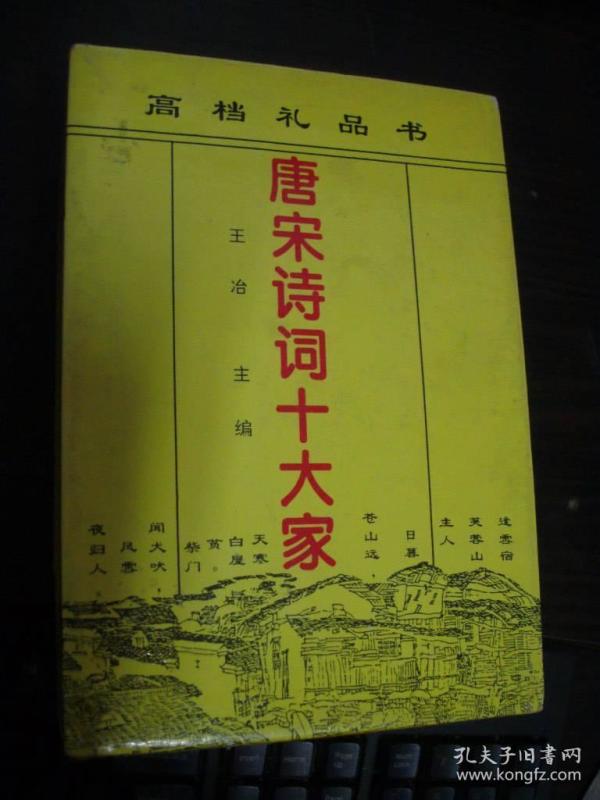 高档礼品书
唐宋诗词十大家
王冶 主编
逢雪宿
芙蓉山
主人
日暮
苍山远，
天寒
白屋
贫。
柴门
闻犬吠，
风雪
夜归人。
孔夫子旧書网
www.kongfz.com